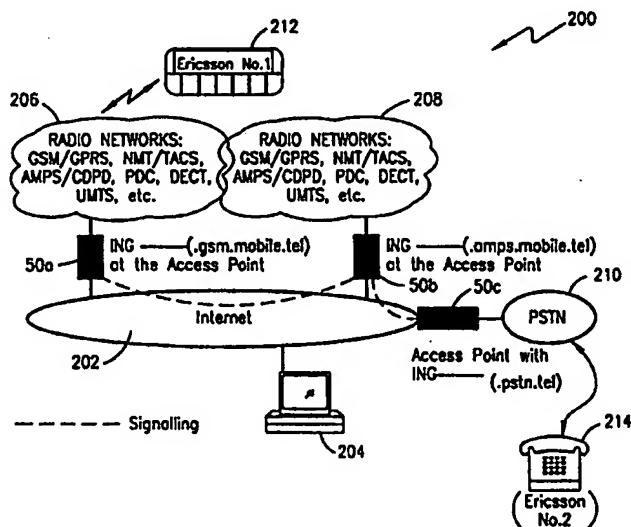 200
212
Ericsson No.1
206
208
RADIO NETWORKS:
GSM/GPRS, NMT/TACS,
AMPS/CDPD, PDC, DECT,
UMTS, etc.
RADIO NETWORKS:
GSM/GPRS, NMT/TACS,
AMPS/CDPD, PDC, DECT,
UMTS, etc.
50a
ING (.gsm.mobile.tel)
at the Access Point
ING (.amps.mobile.tel)
at the Access Point
50b
50c
210
Internet
PSTN
202
Access Point with
ING (.pstn.tel)
Signalling
204
214
(Ericsson
No.2)